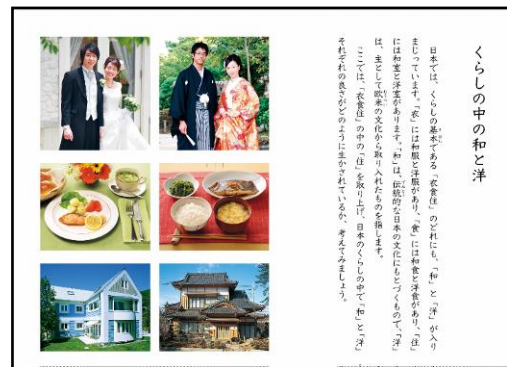 くらしの中の和と洋
日本では、くらしの基本である「衣食住」のどれにも、「和」と「洋」が入り
まじっています。「衣」には和服と洋服があり、「食」には和食と洋食があり、「住」
には和室と洋室があります。「和」は、伝統的な日本の文化にもとづくもので、「洋」
は、主として欧米の文化から取り入れたものを指します。
ここでは、「衣食住」の中の「住」を取り上げ、日本のくらしの中で「和」と「洋」
それぞれの良さがどのように生かされているか、考えてみましょう。